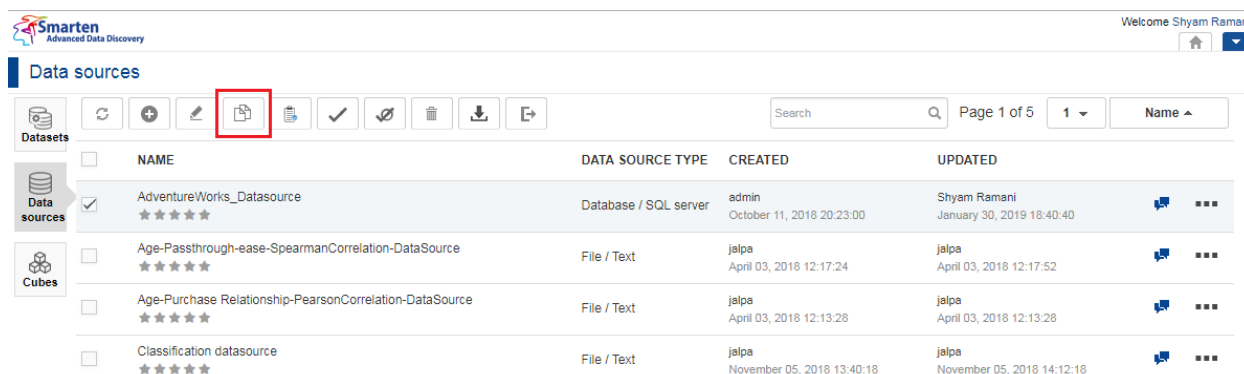 Smarten
Advanced Data Discovery
Welcome Shyam Raman
Data sources
Datasets
Search
Page 1 of 5
1
Name
NAME
DATA SOURCE TYPE
CREATED
UPDATED
Data
sources
AdventureWorks_Datasource
Database / SQL server
admin
October 11, 2018 20:23:00
Shyam Ramani
January 30, 2019 18:40:40
Cubes
Age-Passthrough-ease-SpearmanCorrelation-DataSource
File / Text
jalpa
April 03, 2018 12:17:24
jalpa
April 03, 2018 12:17:52
Age-Purchase Relationship-PearsonCorrelation-DataSource
File / Text
jalpa
April 03, 2018 12:13:28
jalpa
April 03, 2018 12:13:28
Classification datasource
File / Text
jalpa
November 05, 2018 13:40:18
jalpa
November 05, 2018 14:12:18